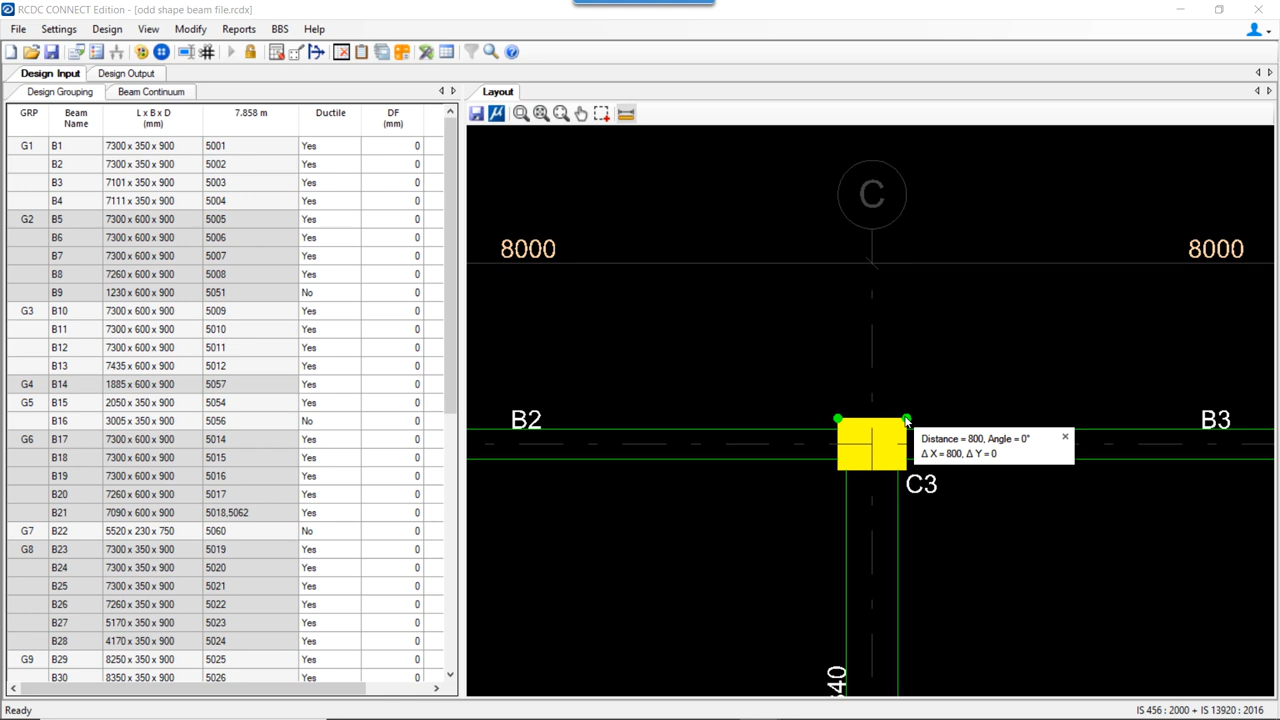 RCDC CONNECT Edition - [odd shape beam file.rcdx]
File Settings Design View Modify Reports BBS Help
Design Input Design Output
Design Grouping Beam Continuum
Layout
GRP Beam Name L x B x D (mm) 7.858 m Ductile DF (mm)
G1 B1 7300 x 350 x 900 5001 Yes 0
B2 7300 x 350 x 900 5002 Yes 0
B3 7101 x 350 x 900 5003 Yes 0
B4 7111 x 350 x 900 5004 Yes 0
G2 B5 7300 x 600 x 900 5005 Yes 0
B6 7300 x 600 x 900 5006 Yes 0
B7 7300 x 600 x 900 5007 Yes 0
B8 7260 x 600 x 900 5008 Yes 0
B9 1230 x 600 x 900 5051 No 0
G3 B10 7300 x 600 x 900 5009 Yes 0
B11 7300 x 600 x 900 5010 Yes 0
B12 7300 x 600 x 900 5011 Yes 0
B13 7435 x 600 x 900 5012 Yes 0
G4 B14 1885 x 600 x 900 5057 Yes 0
G5 B15 2050 x 350 x 900 5054 Yes 0
B16 3005 x 350 x 900 5056 No 0
G6 B17 7300 x 600 x 900 5014 Yes 0
B18 7300 x 600 x 900 5015 Yes 0
B19 7300 x 600 x 900 5016 Yes 0
B20 7260 x 600 x 900 5017 Yes 0
B21 7090 x 600 x 900 5018,5062 Yes 0
G7 B22 5520 x 230 x 750 5060 No 0
G8 B23 7300 x 350 x 900 5019 Yes 0
B24 7300 x 350 x 900 5020 Yes 0
B25 7300 x 350 x 900 5021 Yes 0
B26 7260 x 350 x 900 5022 Yes 0
B27 5170 x 350 x 900 5023 Yes 0
B28 4170 x 350 x 900 5024 Yes 0
G9 B29 8250 x 350 x 900 5025 Yes 0
B30 8350 x 350 x 900 5026 Yes 0
C
8000 8000
B2 B3
Distance = 800, Angle = 0°
Δ X = 800, Δ Y = 0
C3
40
Ready IS 456 : 2000 + IS 13920 : 2016